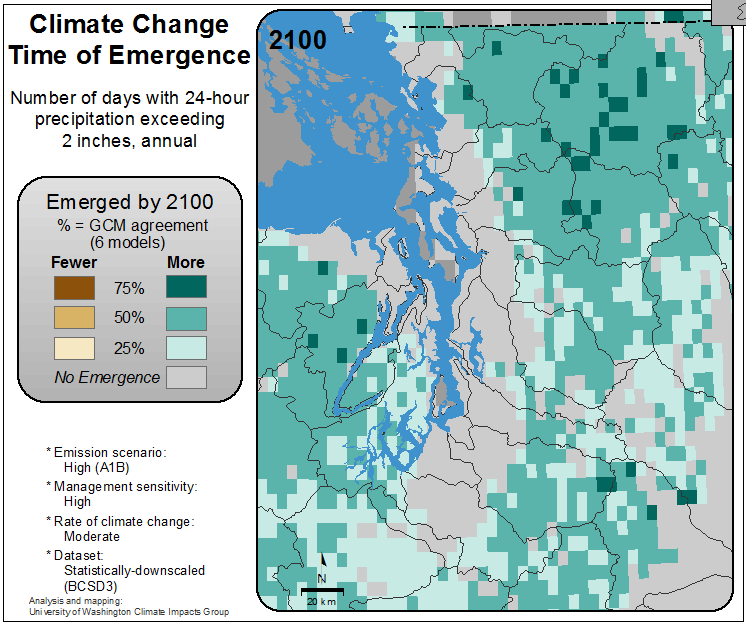 Climate Change
Time of Emergence
Number of days with 24-hour
precipitation exceeding
2 inches, annual
Emerged by 2100
% = GCM agreement
(6 models)
Fewer More
75%
50%
25%
No Emergence
* Emission scenario:
High (A1B)
* Management sensitivity:
High
* Rate of climate change:
Moderate
* Dataset:
Statistically-downscaled
(BCSD3)
Analysis and mapping:
University of Washington Climate Impacts Group
2100
N
20 km